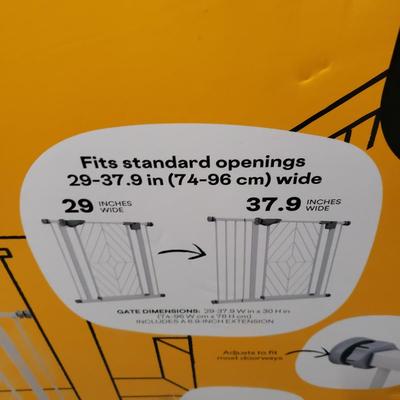 Fits standard openings
29-37.9 in (74-96 cm) wide
29 INCHES WIDE
37.9 INCHES WIDE
GATE DIMENSIONS: 29-37.9 W in x 30 H in
(74-96 W cm x 76 H cm)
INCLUDES A 8.9-INCH EXTENSION
Adjusts to fit
most doorways